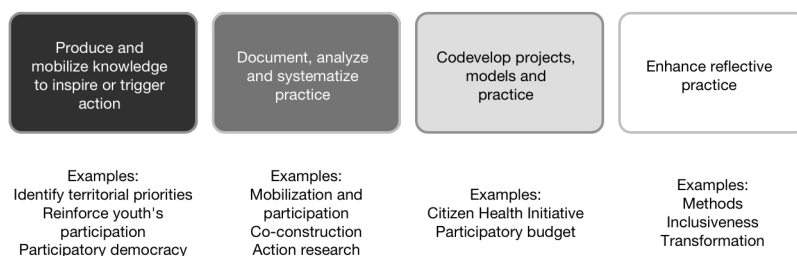 Produce and
mobilize knowledge
to inspire or trigger
action
Document, analyze
and systematize
practice
Codevelop projects,
models and
practice
Enhance reflective
practice
Examples:
Identify territorial priorities
Reinforce youth's
participation
Participatory democracy
Examples:
Mobilization and
participation
Co-construction
Action research
Examples:
Citizen Health Initiative
Participatory budget
Examples:
Methods
Inclusiveness
Transformation